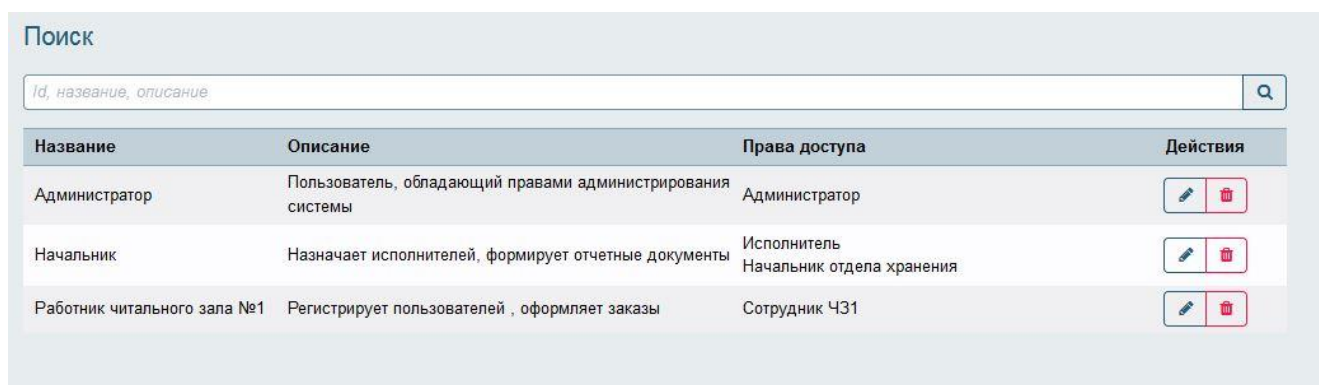 Поиск
Id, название, описание
Название Описание Права доступа Действия
Администратор Пользователь, обладающий правами администрирования системы Администратор
Начальник Назначает исполнителей, формирует отчетные документы Исполнитель
Начальник отдела хранения
Работник читального зала №1 Регистрирует пользователей , оформляет заказы Сотрудник ЧЗ1